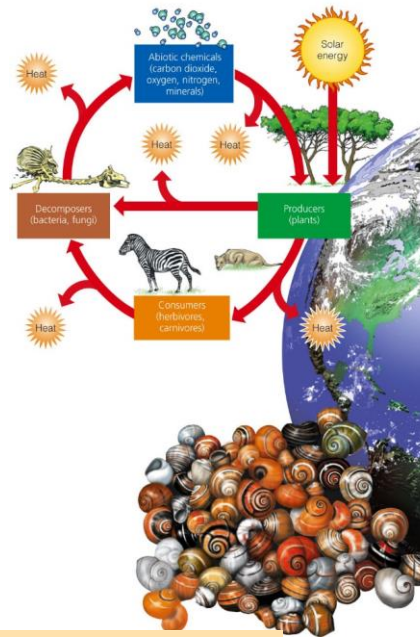 Abiotic chemicals
(carbon dioxide,
oxygen, nitrogen,
minerals)
Solar
energy
Heat
Heat
Heat
Decomposers
(bacteria, fungi)
Producers
(plants)
Consumers
(herbivores,
carnivores)
Heat
Heat